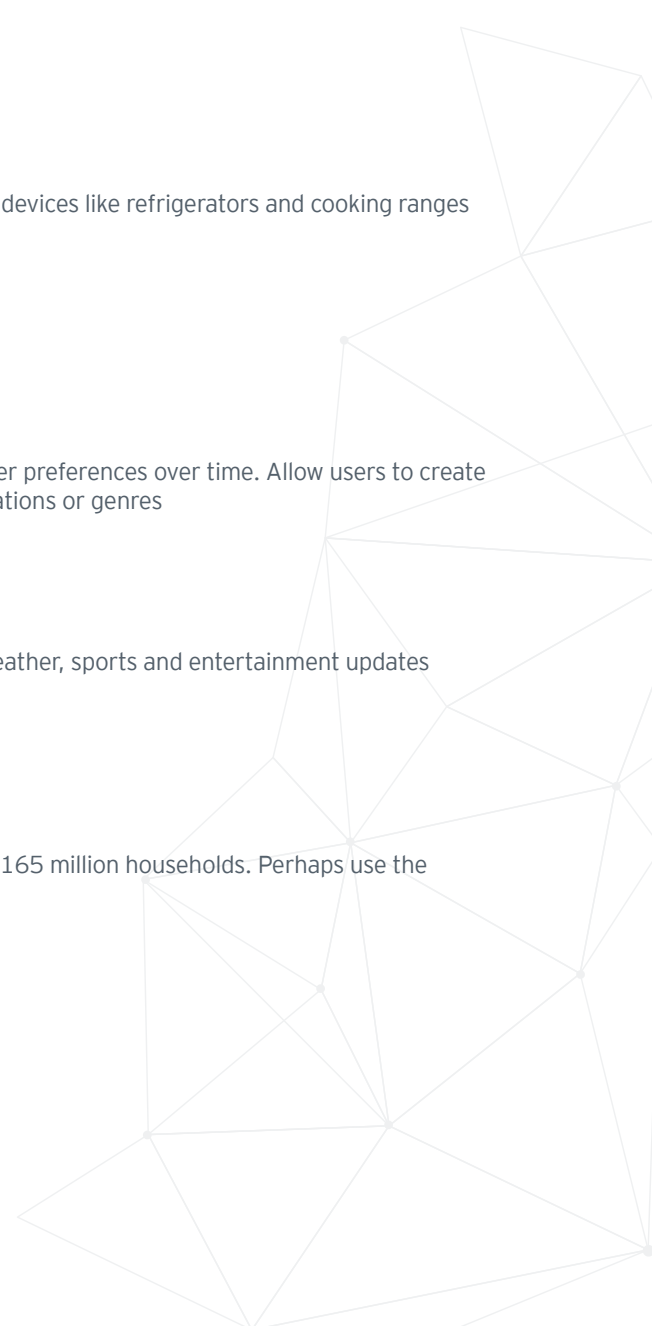 devices like refrigerators and cooking ranges
er preferences over time. Allow users to create
ations or genres
eather, sports and entertainment updates
165 million households. Perhaps use the